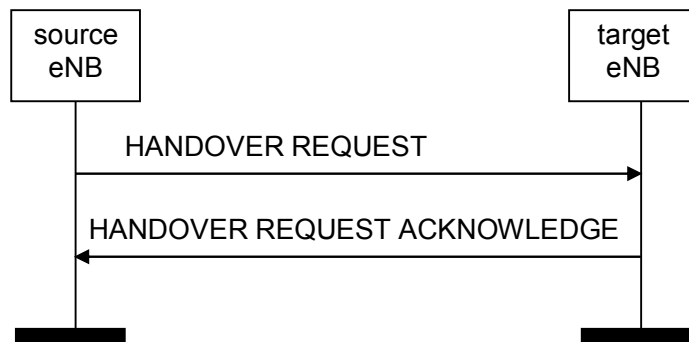 source
eNB
target
eNB
HANDOVER REQUEST
HANDOVER REQUEST ACKNOWLEDGE